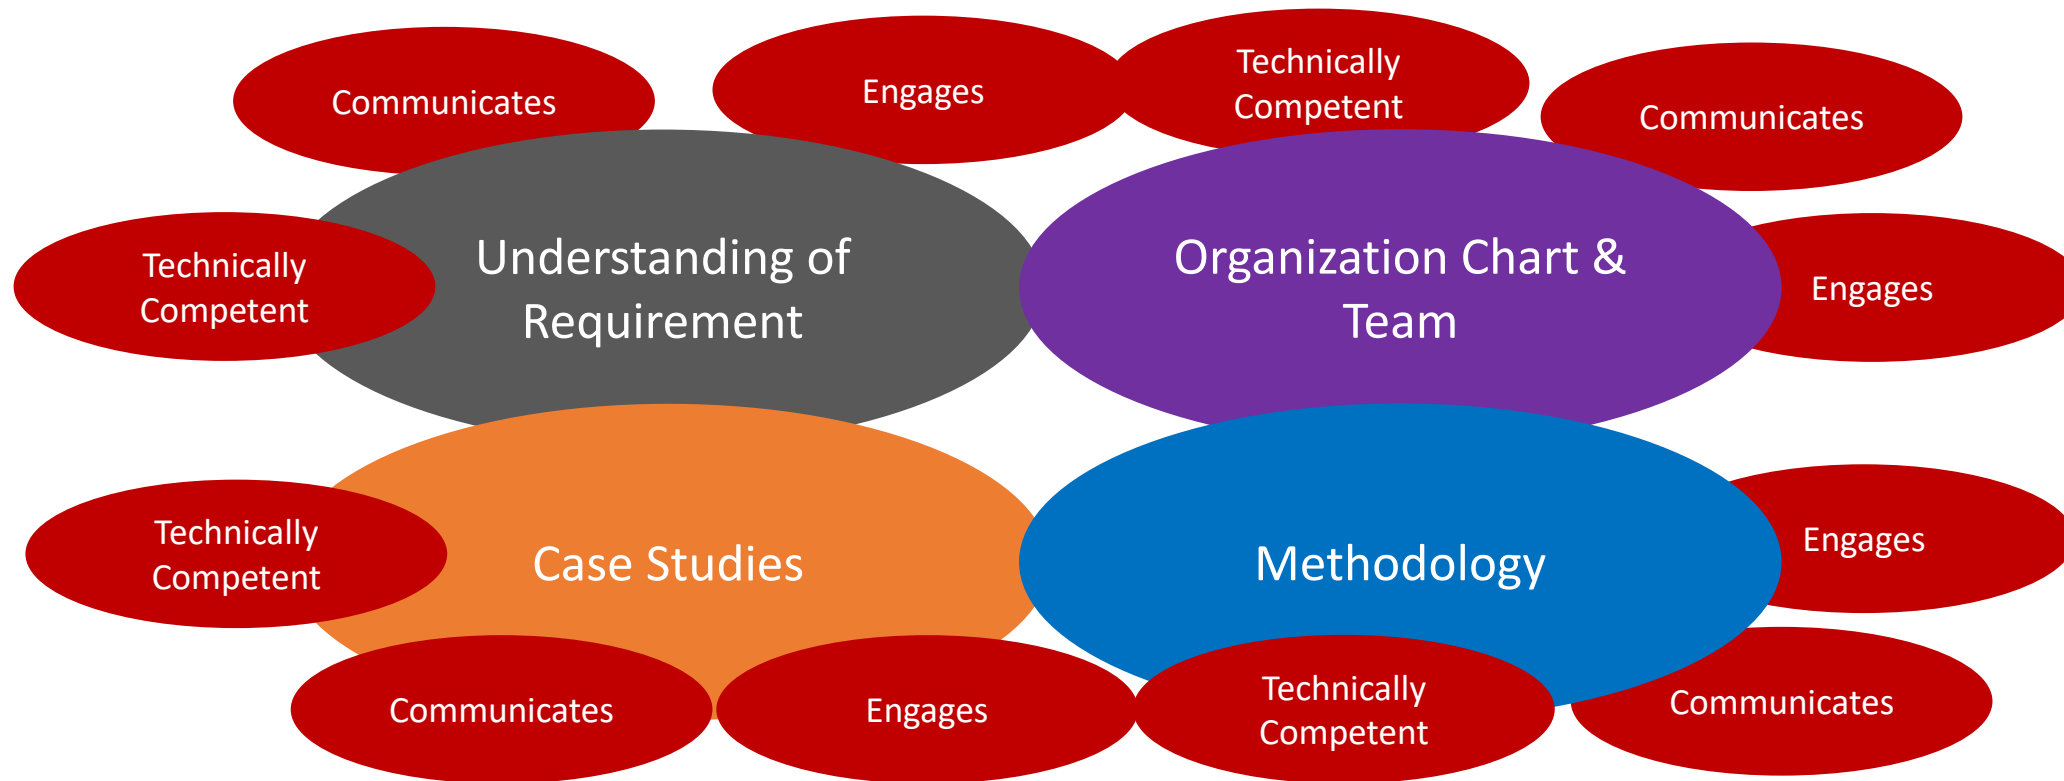 Communicates
Engages
Technically
Competent
Communicates
Technically
Competent
Understanding of
Requirement
Organization Chart &
Team
Engages
Technically
Competent
Case Studies
Methodology
Engages
Communicates
Engages
Technically
Competent
Communicates